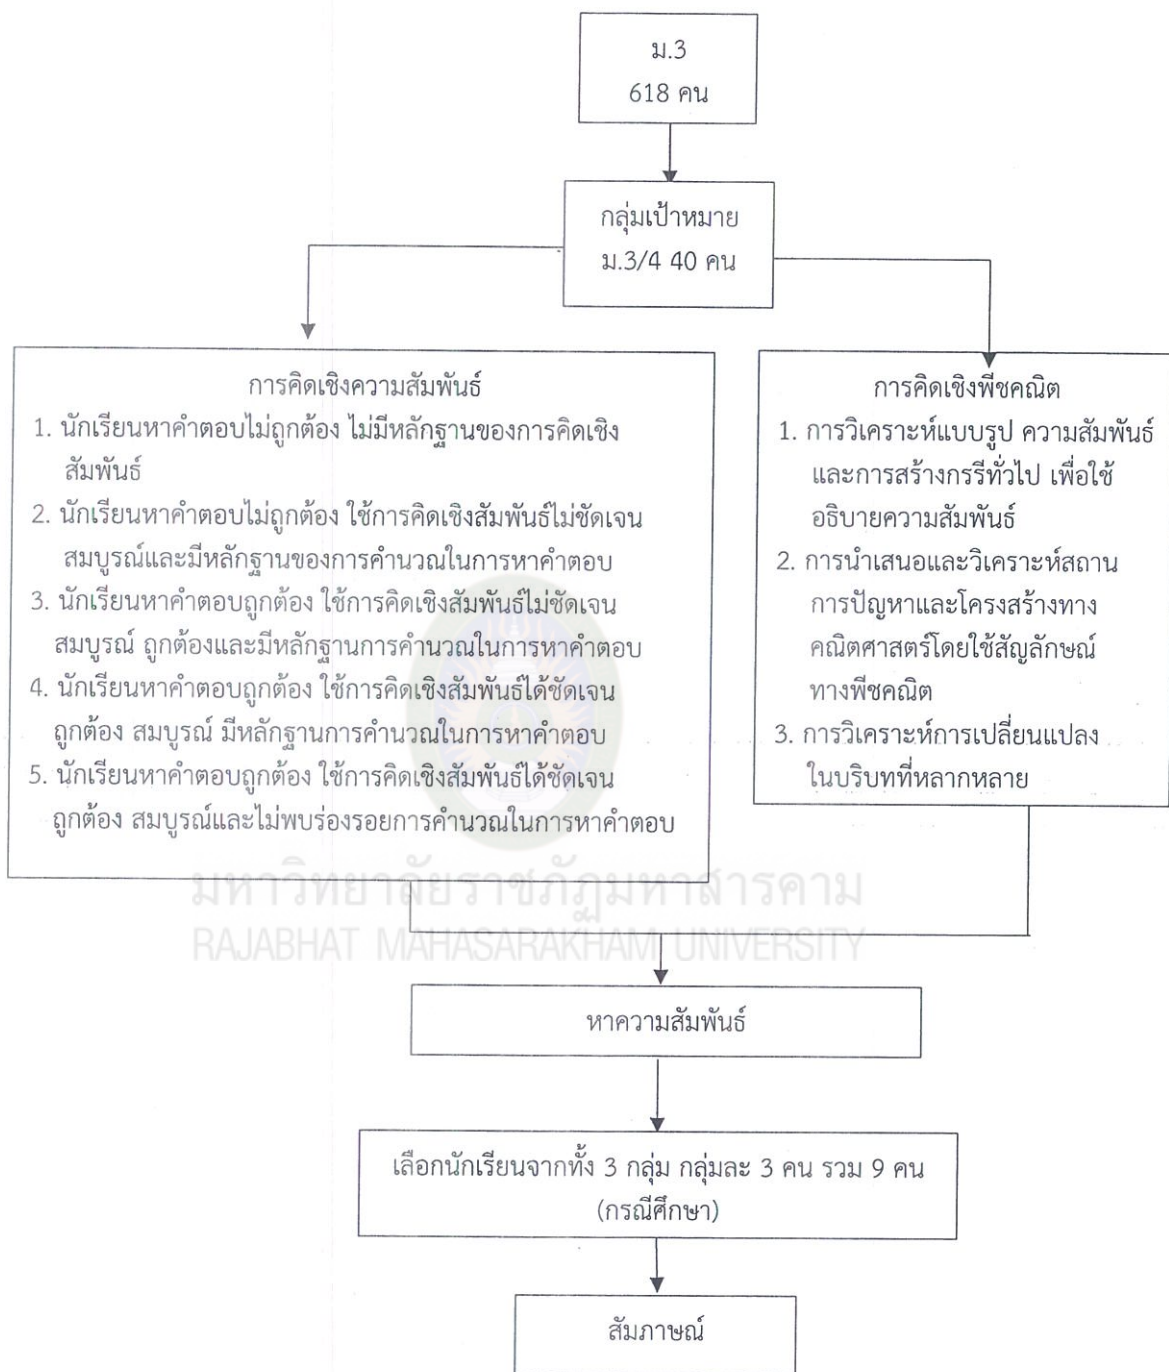 ม.3
618 คน
กลุ่มเป้าหมาย
ม.3/4 40 คน
การคิดเชิงความสัมพันธ์
1. นักเรียนหาคำตอบไม่ถูกต้อง ไม่มีหลักฐานของการคิดเชิง
สัมพันธ์
2. นักเรียนหาคำตอบไม่ถูกต้อง ใช้การคิดเชิงสัมพันธ์ไม่ชัดเจน
สมบูรณ์และมีหลักฐานของการคำนวณในการหาคำตอบ
3. นักเรียนหาคำตอบถูกต้อง ใช้การคิดเชิงสัมพันธ์ไม่ชัดเจน
สมบูรณ์ ถูกต้องและมีหลักฐานการคำนวณในการหาคำตอบ
4. นักเรียนหาคำตอบถูกต้อง ใช้การคิดเชิงสัมพันธ์ได้ชัดเจน
ถูกต้อง สมบูรณ์ มีหลักฐานการคำนวณในการหาคำตอบ
5. นักเรียนหาคำตอบถูกต้อง ใช้การคิดเชิงสัมพันธ์ได้ชัดเจน
ถูกต้อง สมบูรณ์และไม่พบร่องรอยการคำนวณในการหาคำตอบ
การคิดเชิงพีชคณิต
1. การวิเคราะห์แบบรูป ความสัมพันธ์
และการสร้างกรรีทั่วไป เพื่อใช้
อธิบายความสัมพันธ์
2. การนำเสนอและวิเคราะห์สถาน
การปัญหาและโครงสร้างทาง
คณิตศาสตร์โดยใช้สัญลักษณ์
ทางพีชคณิต
3. การวิเคราะห์การเปลี่ยนแปลง
ในบริบทที่หลากหลาย
มหาวิทยาลัยราชภัฏมหาสารคาม
RAJABHAT MAHASARAKHAM UNIVERSITY
หาความสัมพันธ์
เลือกนักเรียนจากทั้ง 3 กลุ่ม กลุ่มละ 3 คน รวม 9 คน
(กรณีศึกษา)
สัมภาษณ์